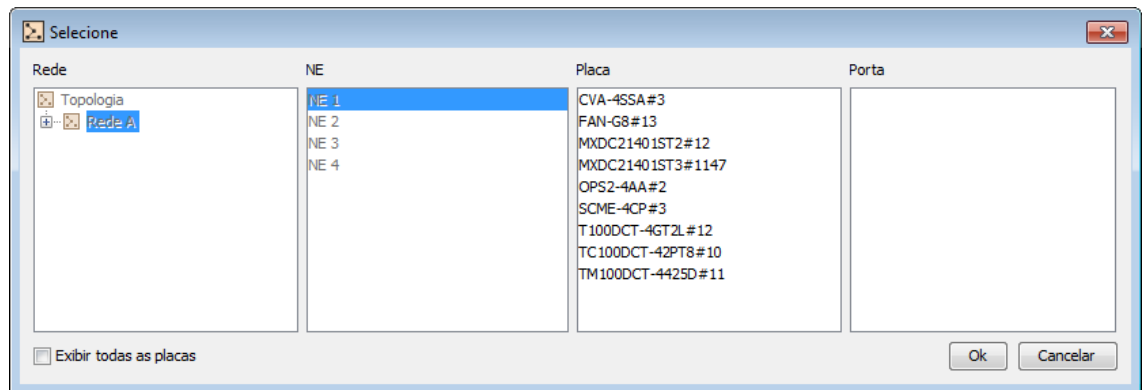 Selecione
Rede
NE
Placa
Porta
Topologia
Rede A
NE 1
NE 2
NE 3
NE 4
CVA-4SSA#3
FAN-G8#13
MXDC21401ST2#12
MXDC21401ST3#1147
OPS2-4AA#2
SCME-4CP#3
T100DCT-4GT2L#12
TC100DCT-42PT8#10
TM100DCT-4425D#11
Exibir todas as placas
Ok
Cancelar